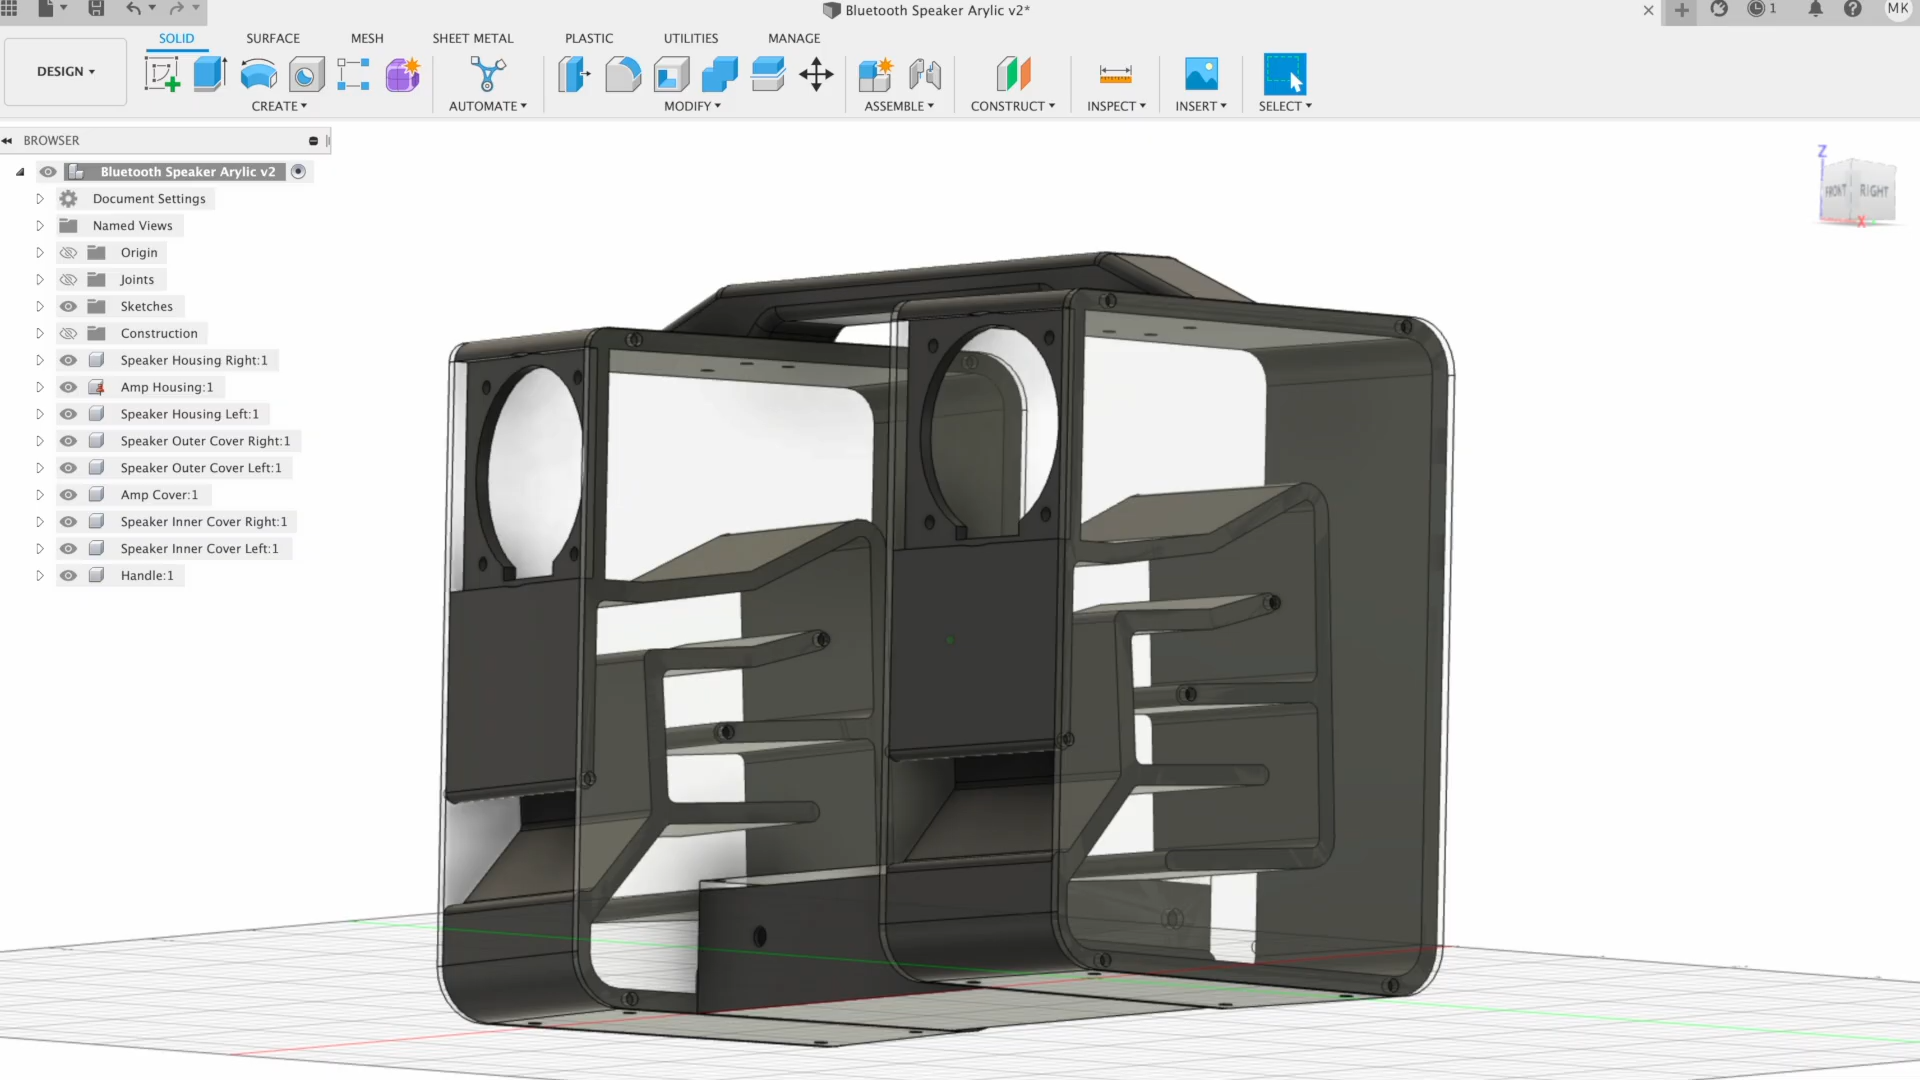 Bluetooth Speaker Arylic v2*
1
MK
DESIGN
SOLID
SURFACE
MESH
SHEET METAL
PLASTIC
UTILITIES
MANAGE
CREATE
AUTOMATE
MODIFY
ASSEMBLE
CONSTRUCT
INSPECT
INSERT
SELECT
BROWSER
Bluetooth Speaker Arylic v2
Document Settings
Named Views
Origin
Joints
Sketches
Construction
Speaker Housing Right:1
Amp Housing:1
Speaker Housing Left:1
Speaker Outer Cover Right:1
Speaker Outer Cover Left:1
Amp Cover:1
Speaker Inner Cover Right:1
Speaker Inner Cover Left:1
Handle:1
Z
FRONT
RIGHT
X